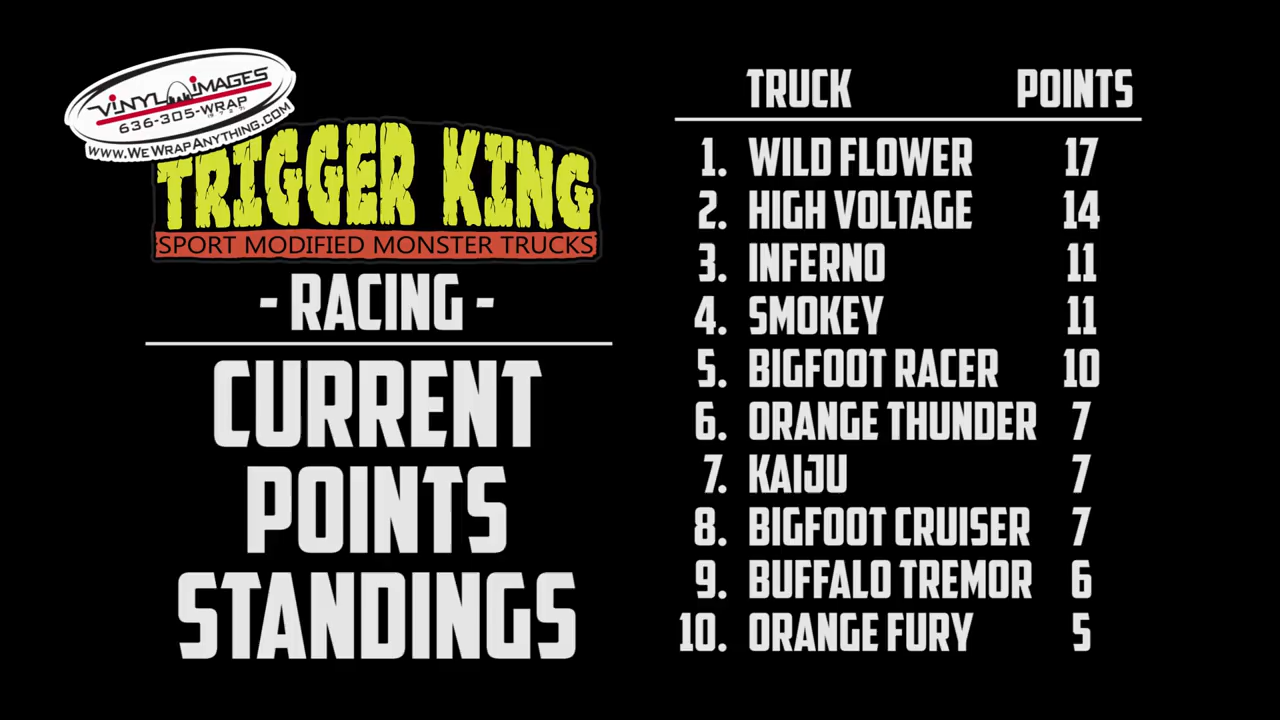 VINYL IMAGES
636-305-WRAP
WWW.WEWRAPANYTHING.COM
TRIGGER KING
SPORT MODIFIED MONSTER TRUCKS
- RACING -
CURRENT
POINTS
STANDINGS
TRUCK POINTS
1. WILD FLOWER 17
2. HIGH VOLTAGE 14
3. INFERNO 11
4. SMOKEY 11
5. BIGFOOT RACER 10
6. ORANGE THUNDER 7
7. KAIJU 7
8. BIGFOOT CRUISER 7
9. BUFFALO TREMOR 6
10. ORANGE FURY 5